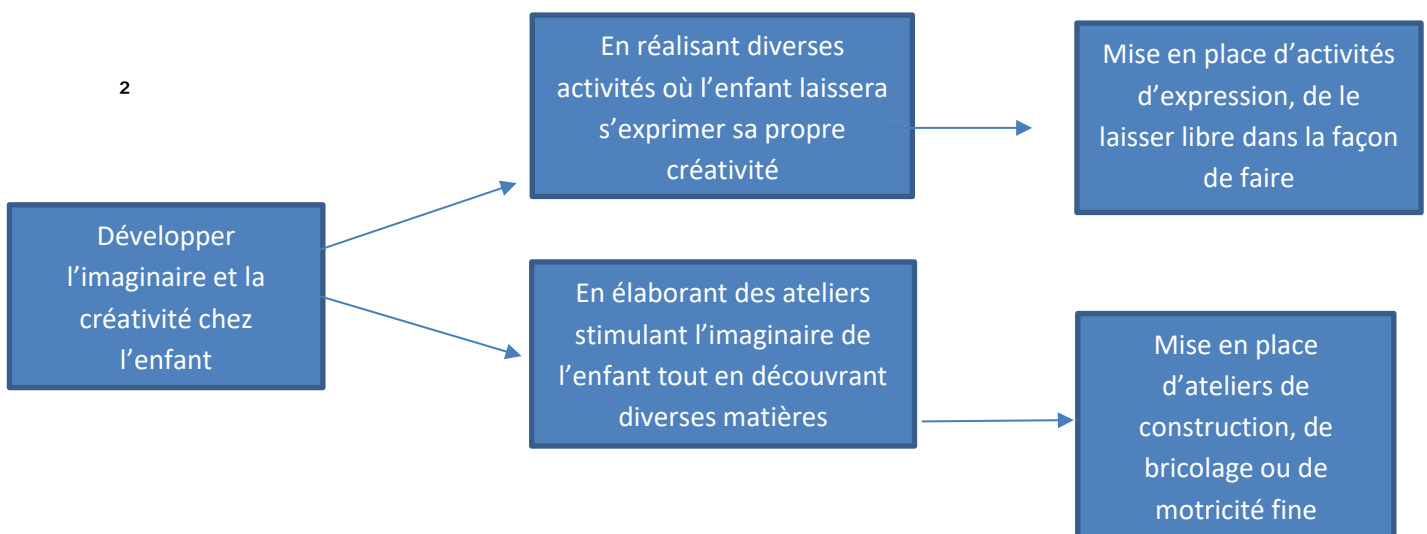 2
En réalisant diverses
activités où l'enfant laissera
s'exprimer sa propre
créativité
Mise en place d'activités
d'expression, de le
laisser libre dans la façon
de faire
Développer
l'imaginaire et la
créativité chez
l'enfant
En élaborant des ateliers
stimulant l'imaginaire de
l'enfant tout en découvrant
diverses matières
Mise en place
d'ateliers de
construction, de
bricolage ou de
motricité fine